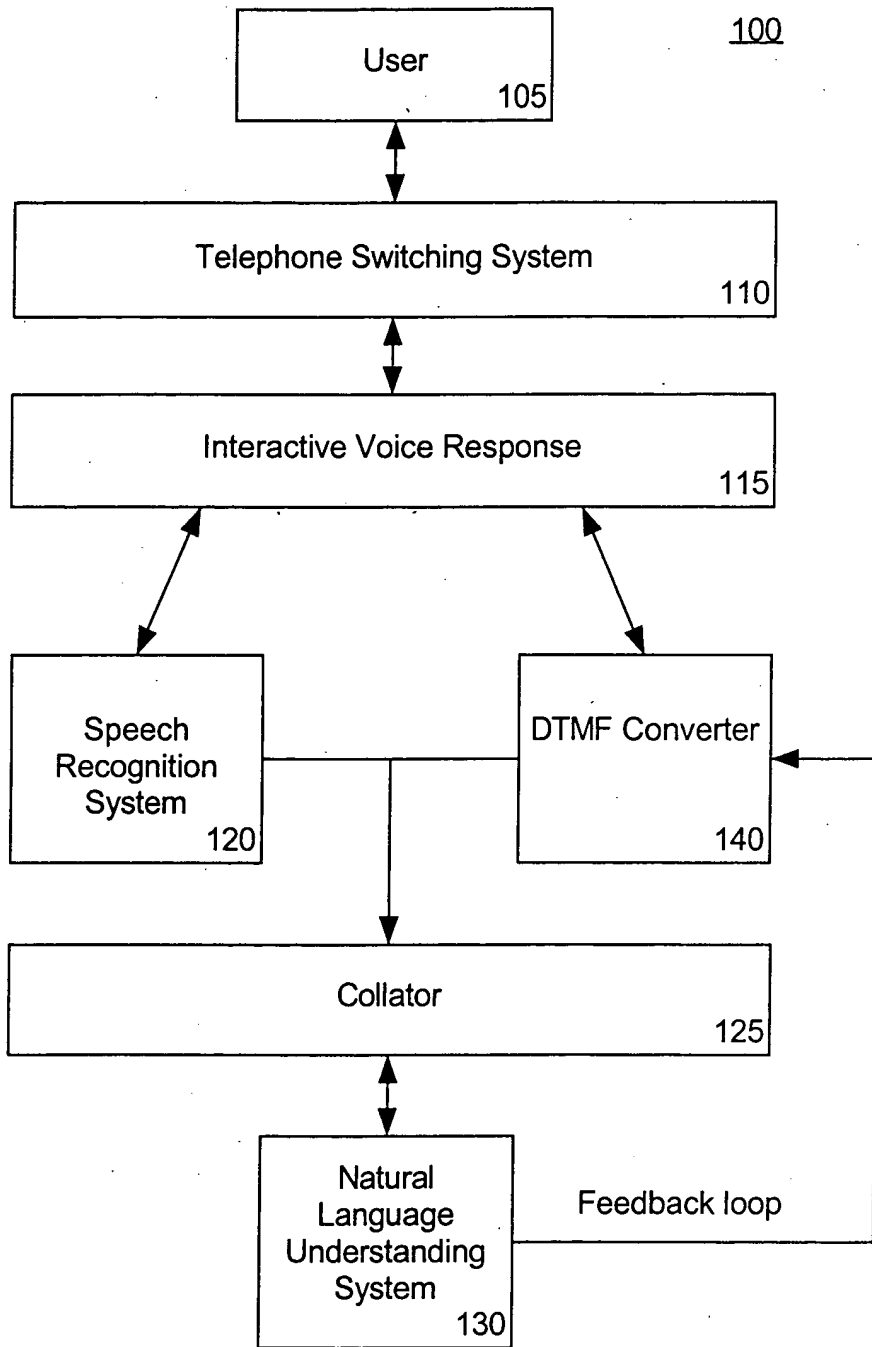 100
User
105
Telephone Switching System
110
Interactive Voice Response
115
Speech
Recognition
System
120
DTMF Converter
140
Collator
125
Natural
Language
Understanding
System
130
Feedback loop